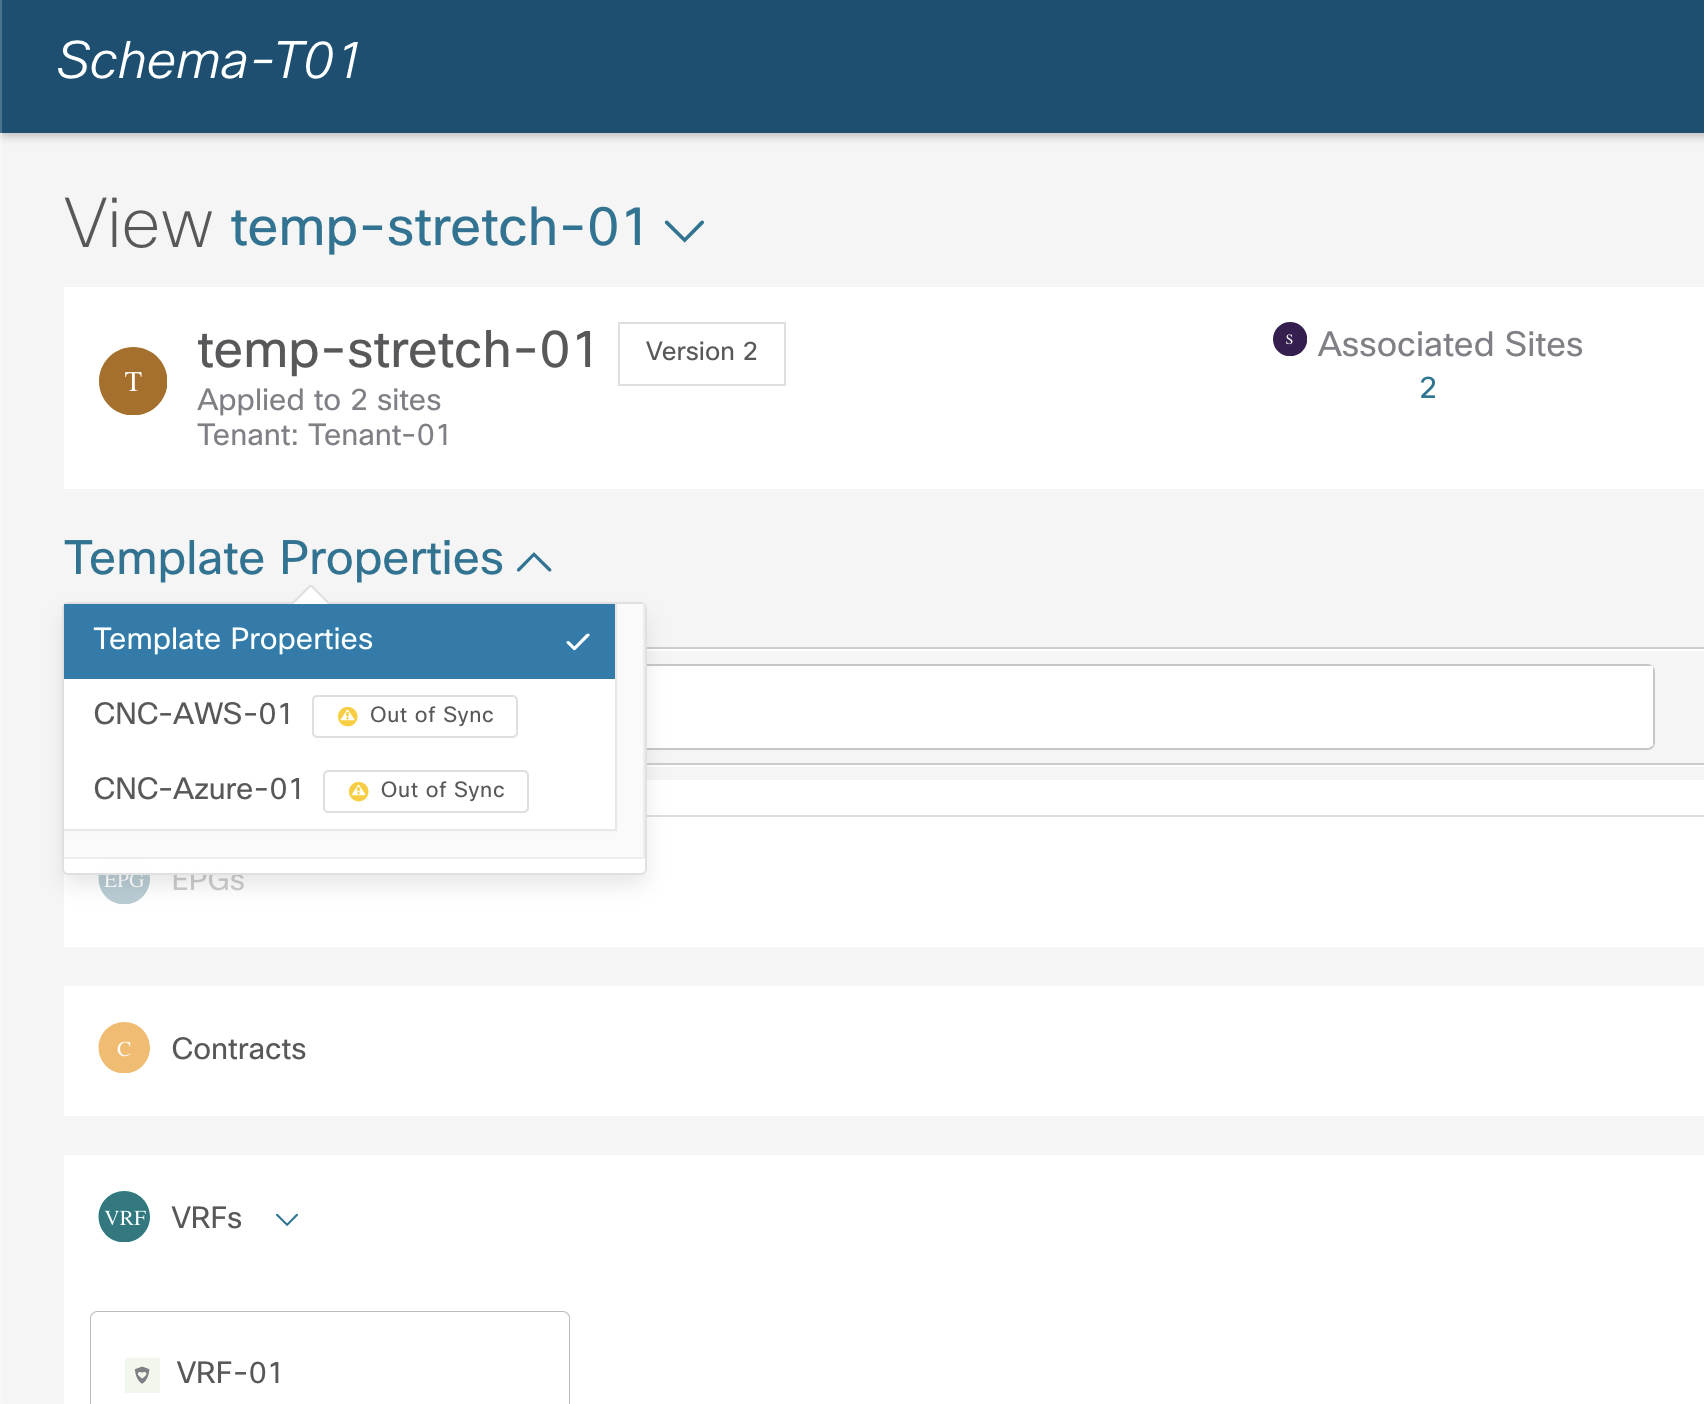 Schema-T01
View temp-stretch-01
T
temp-stretch-01
Version 2
Applied to 2 sites
Tenant: Tenant-01
S
Associated Sites
2
Template Properties
Template Properties
CNC-AWS-01
Out of Sync
CNC-Azure-01
Out of Sync
EPG
EPGs
C
Contracts
VRF
VRFs
VRF-01